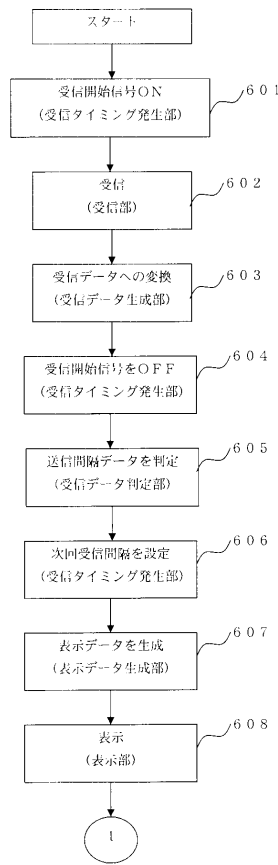 スタート
受信開始信号ON
(受信タイミング発生部)
601
受信
(受信部)
602
受信データへの変換
(受信データ生成部)
603
受信開始信号をOFF
(受信タイミング発生部)
604
送信間隔データを判定
(受信データ判定部)
605
次回受信間隔を設定
(受信タイミング発生部)
606
表示データを生成
(表示データ生成部)
607
表示
(表示部)
608
1